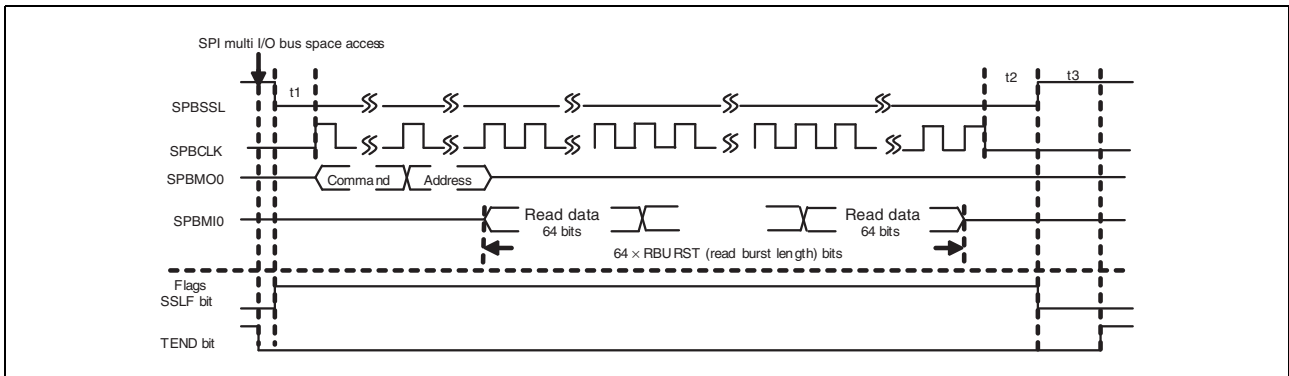 SPI multi I/O bus space access
t1
t2
t3
SPBSSL
SPBCLK
SPBMO0
Command
Address
SPBMI0
Read data
64 bits
Read data
64 bits
64 × RBURST (read burst length) bits
Flags
SSLF bit
TEND bit